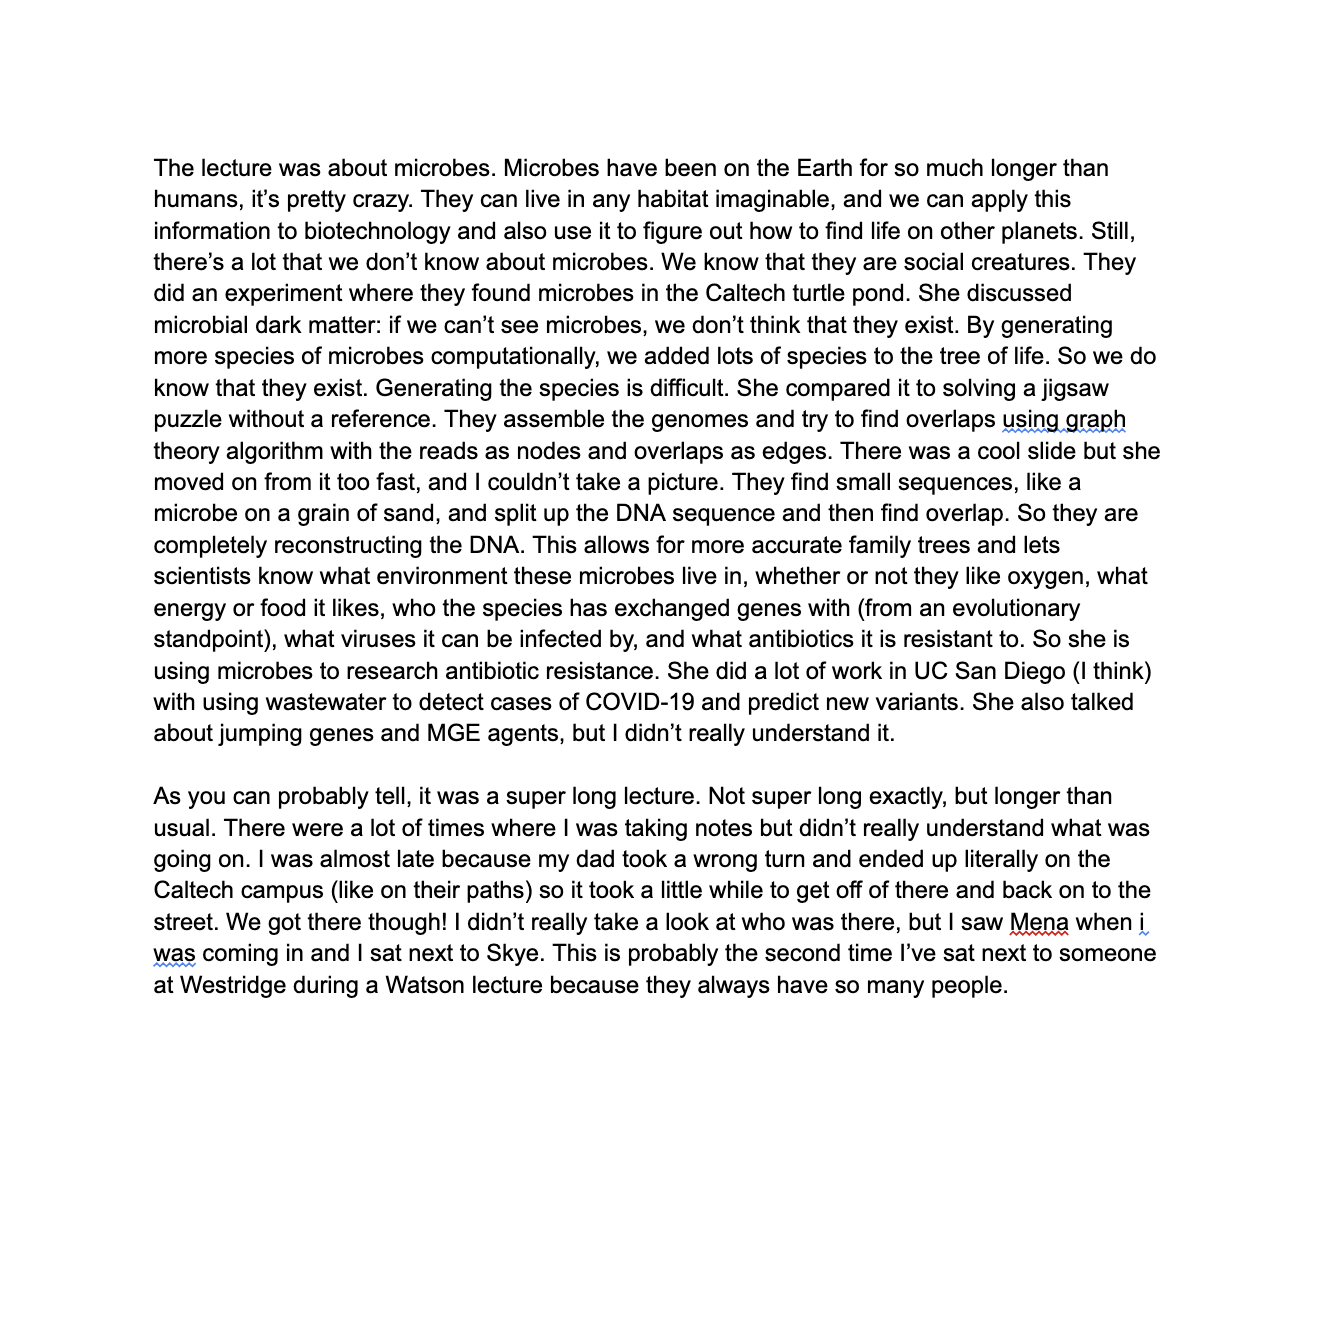 The lecture was about microbes. Microbes have been on the Earth for so much longer than
humans, it’s pretty crazy. They can live in any habitat imaginable, and we can apply this
information to biotechnology and also use it to figure out how to find life on other planets. Still,
there’s a lot that we don’t know about microbes. We know that they are social creatures. They
did an experiment where they found microbes in the Caltech turtle pond. She discussed
microbial dark matter: if we can’t see microbes, we don’t think that they exist. By generating
more species of microbes computationally, we added lots of species to the tree of life. So we do
know that they exist. Generating the species is difficult. She compared it to solving a jigsaw
puzzle without a reference. They assemble the genomes and try to find overlaps using graph
theory algorithm with the reads as nodes and overlaps as edges. There was a cool slide but she
moved on from it too fast, and I couldn’t take a picture. They find small sequences, like a
microbe on a grain of sand, and split up the DNA sequence and then find overlap. So they are
completely reconstructing the DNA. This allows for more accurate family trees and lets
scientists know what environment these microbes live in, whether or not they like oxygen, what
energy or food it likes, who the species has exchanged genes with (from an evolutionary
standpoint), what viruses it can be infected by, and what antibiotics it is resistant to. So she is
using microbes to research antibiotic resistance. She did a lot of work in UC San Diego (I think)
with using wastewater to detect cases of COVID-19 and predict new variants. She also talked
about jumping genes and MGE agents, but I didn’t really understand it.

As you can probably tell, it was a super long lecture. Not super long exactly, but longer than
usual. There were a lot of times where I was taking notes but didn’t really understand what was
going on. I was almost late because my dad took a wrong turn and ended up literally on the
Caltech campus (like on their paths) so it took a little while to get off of there and back on to the
street. We got there though! I didn’t really take a look at who was there, but I saw Mena when i
was coming in and I sat next to Skye. This is probably the second time I’ve sat next to someone
at Westridge during a Watson lecture because they always have so many people.